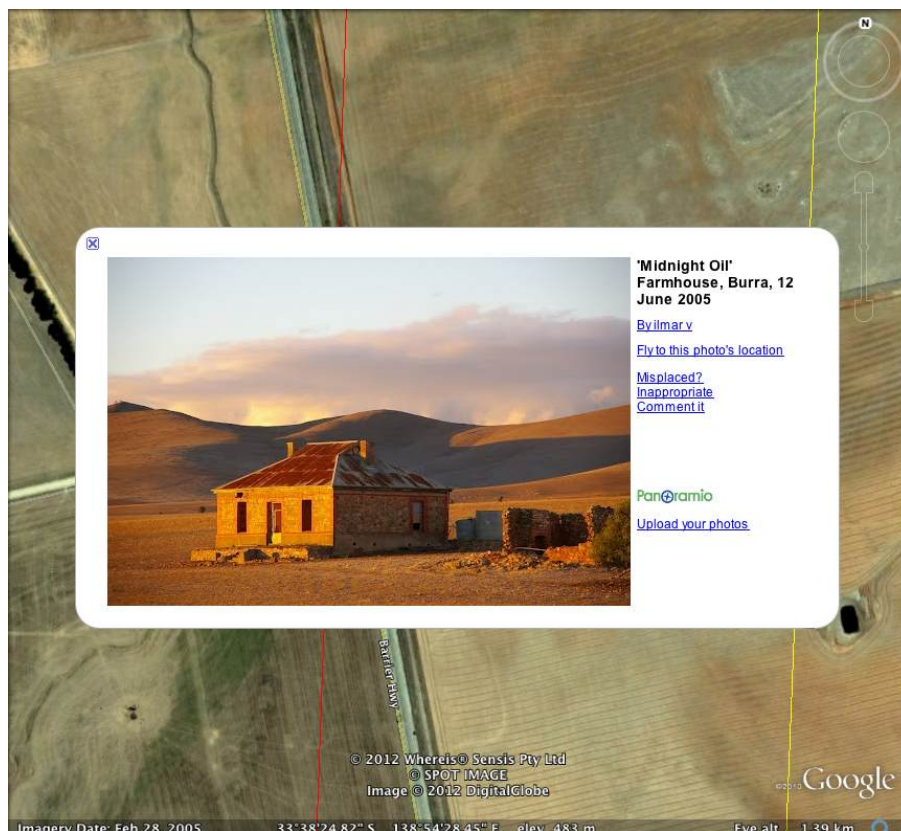 N
'Midnight Oil'
Farmhouse, Burra, 12
June 2005
By ilmar v
Fly to this photo's location
Misplaced?
Inappropriate
Comment it
Panoramio
Upload your photos
Barrier Hwy
© 2012 Whereis® Sensis Pty Ltd
© SPOT IMAGE
Image © 2012 DigitalGlobe
©2010 Google
Imagery Date: Feb 28, 2005 33°38'24.82" S 138°54'28.45" E elev 483 m Eye alt 1.39 km